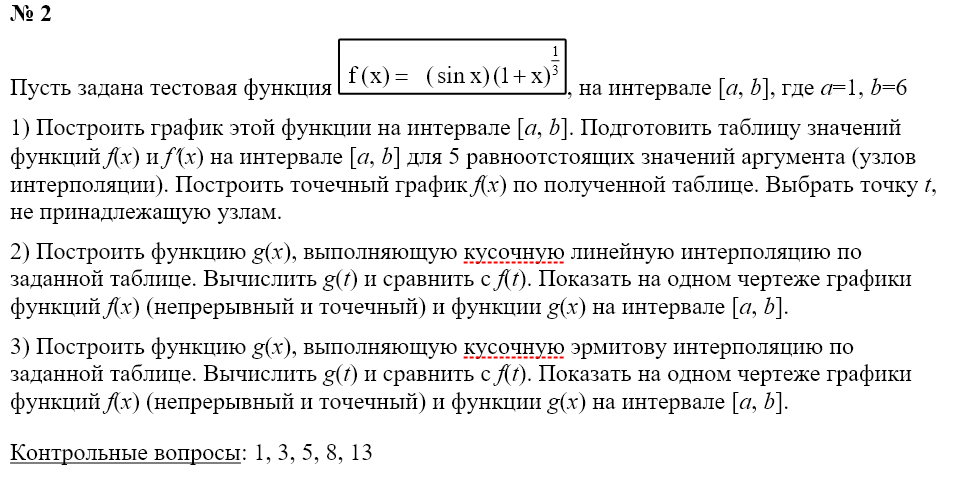 № 2
Пусть задана тестовая функция f (x) = (sin x) (1 + x)^(1/3), на интервале [a, b], где a=1, b=6
1) Построить график этой функции на интервале [a, b]. Подготовить таблицу значений
функций f(x) и f'(x) на интервале [a, b] для 5 равноотстоящих значений аргумента (узлов
интерполяции). Построить точечный график f(x) по полученной таблице. Выбрать точку t,
не принадлежащую узлам.
2) Построить функцию g(x), выполняющую кусочную линейную интерполяцию по
заданной таблице. Вычислить g(t) и сравнить с f(t). Показать на одном чертеже графики
функций f(x) (непрерывный и точечный) и функции g(x) на интервале [a, b].
3) Построить функцию g(x), выполняющую кусочную эрмитову интерполяцию по
заданной таблице. Вычислить g(t) и сравнить с f(t). Показать на одном чертеже графики
функций f(x) (непрерывный и точечный) и функции g(x) на интервале [a, b].
Контрольные вопросы: 1, 3, 5, 8, 13